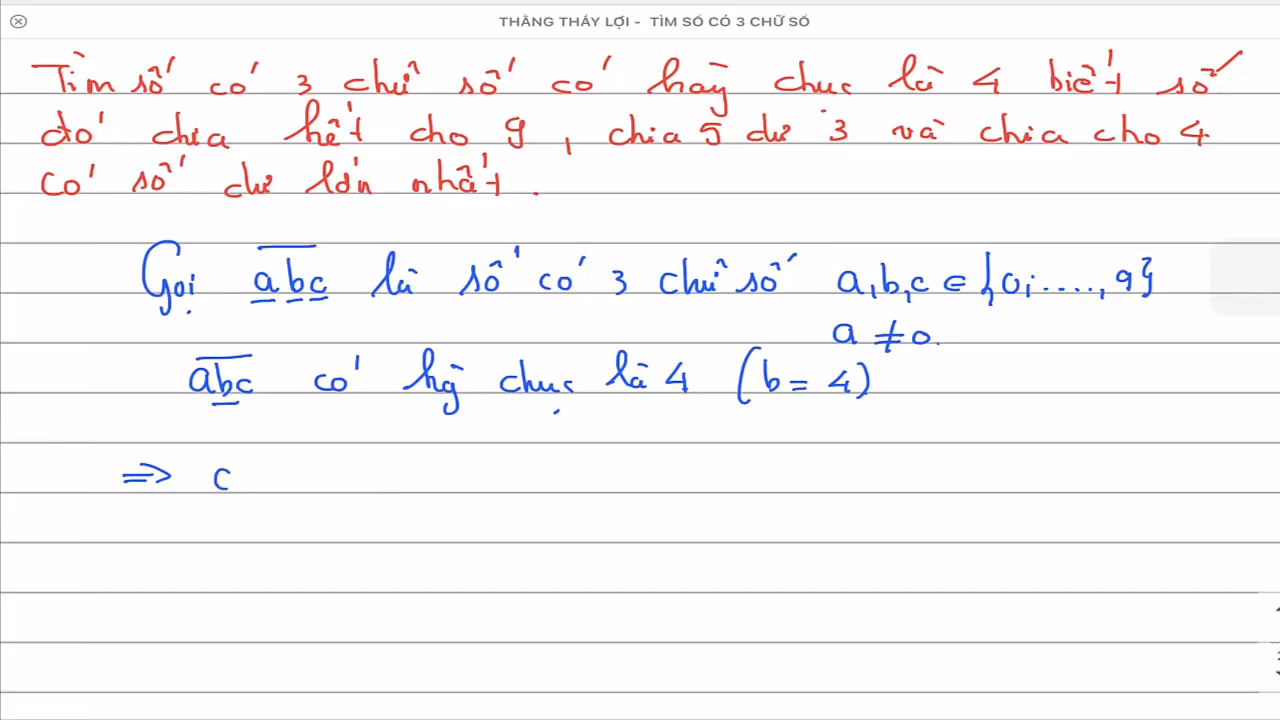 THẰNG THẦY LỢI - TÌM SỐ CÓ 3 CHỮ SỐ
Tìm số có 3 chữ số có hàng chục là 4 biết số
đó chia hết cho 9, chia 5 dư 3 và chia cho 4
có số dư lớn nhất.
Gọi abc là số có 3 chữ số a,b,c ∈ {0;....,9}
a ≠ 0.
abc có hg chục là 4 (b = 4)
=> c